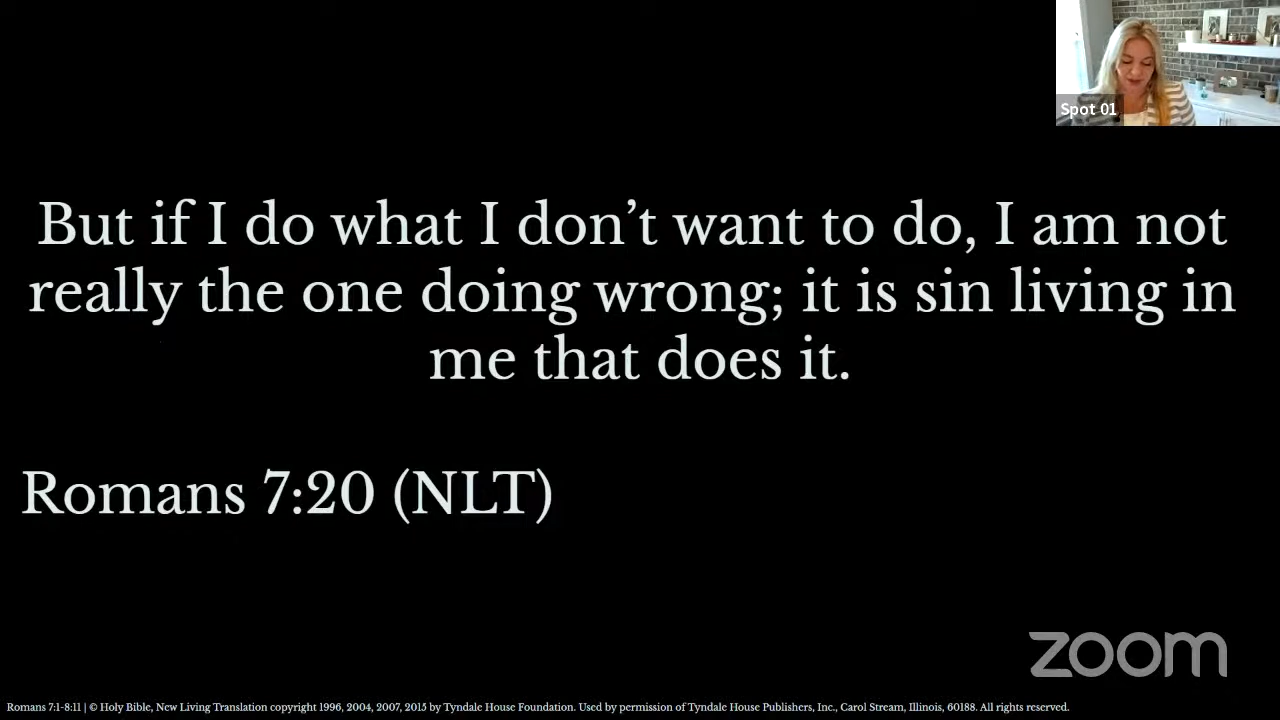 Spot 01
But if I do what I don’t want to do, I am not
really the one doing wrong; it is sin living in
me that does it.
Romans 7:20 (NLT)
zoom
Romans 7:1-8:11 | © Holy Bible, New Living Translation copyright 1996, 2004, 2007, 2015 by Tyndale House Foundation. Used by permission of Tyndale House Publishers, Inc., Carol Stream, Illinois, 60188. All rights reserved.